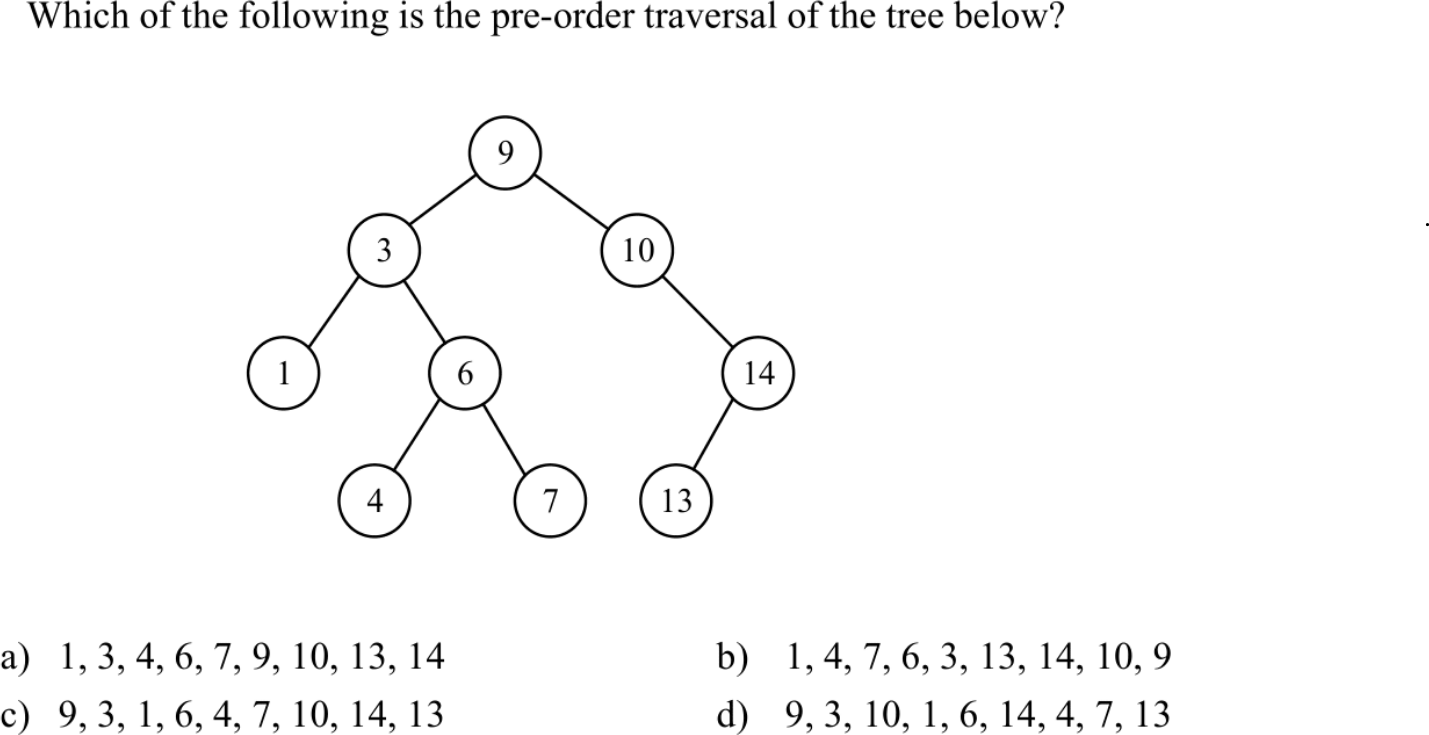 Which of the following is the pre-order traversal of the tree below?
9
3 10
1 6 14
4 7 13
a) 1, 3, 4, 6, 7, 9, 10, 13, 14 b) 1, 4, 7, 6, 3, 13, 14, 10, 9
c) 9, 3, 1, 6, 4, 7, 10, 14, 13 d) 9, 3, 10, 1, 6, 14, 4, 7, 13